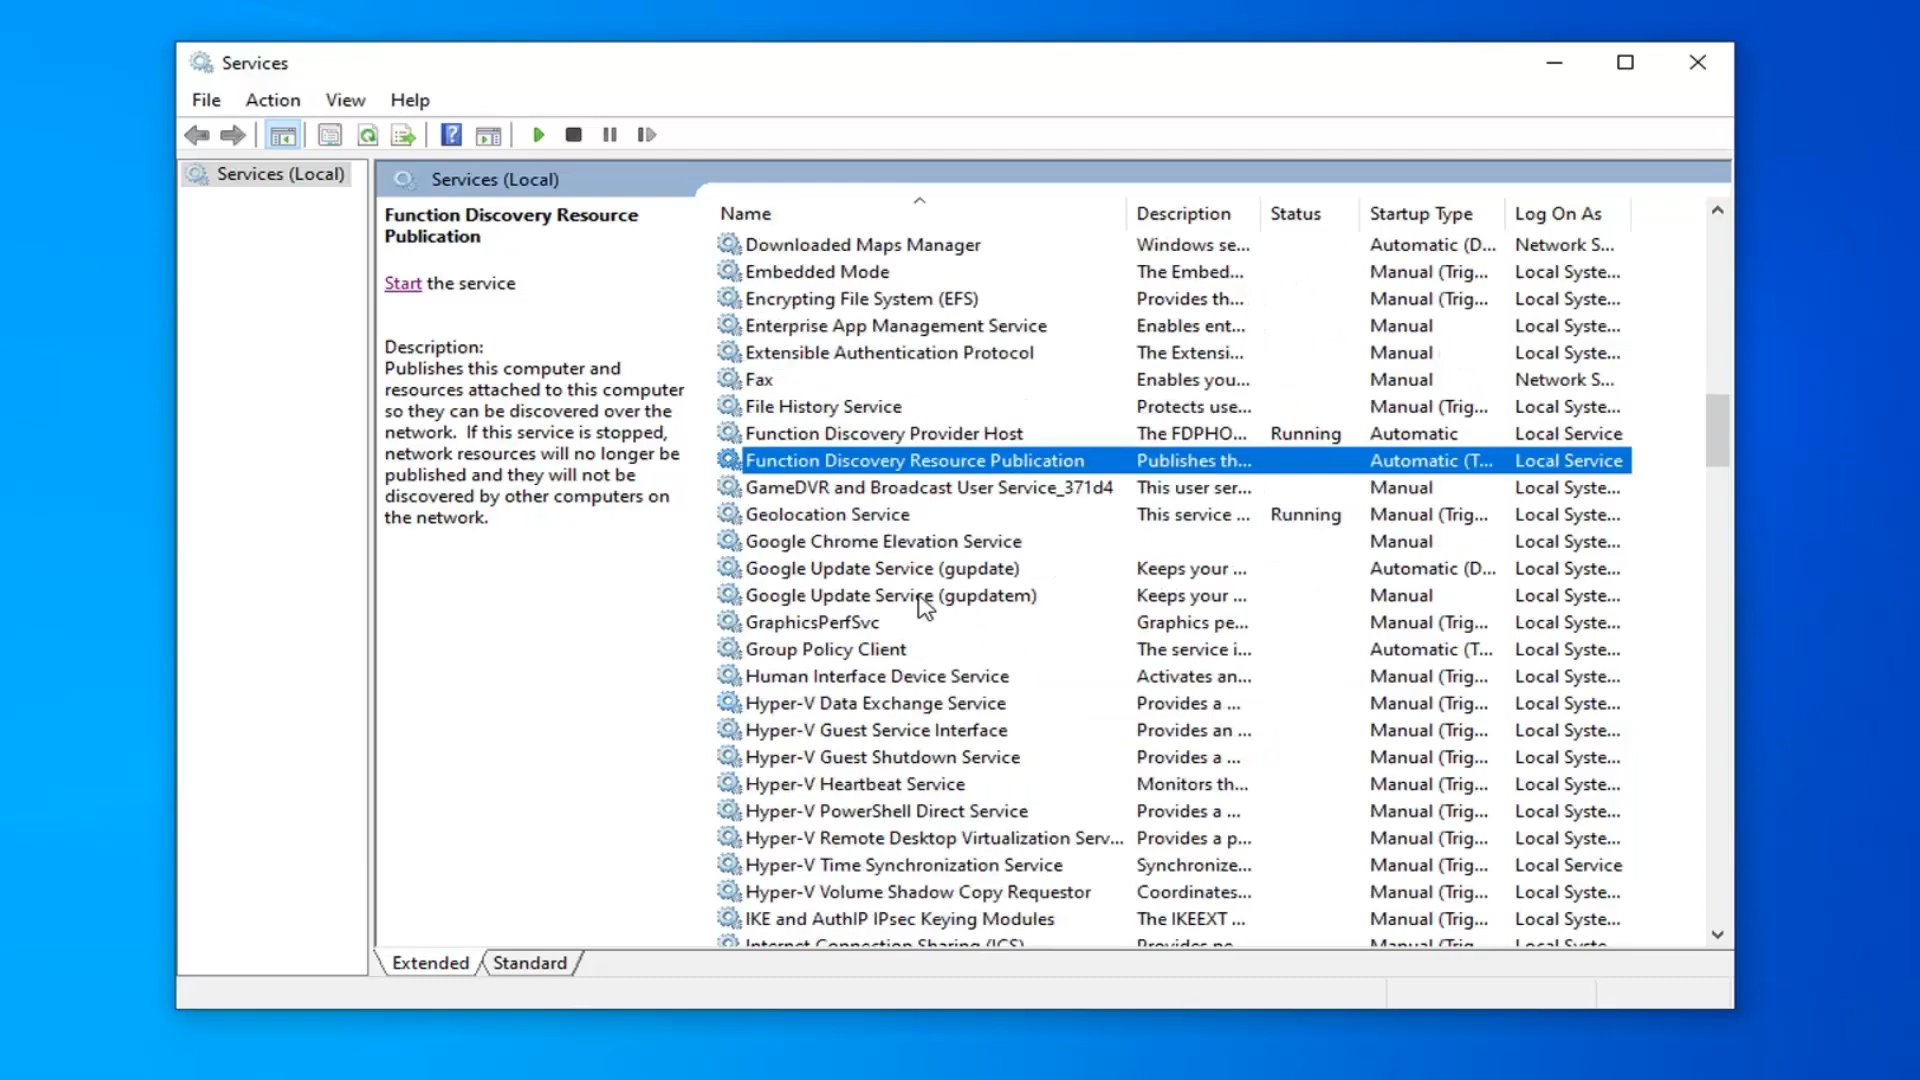 Services
File Action View Help
Services (Local)
Services (Local)
Function Discovery Resource
Publication
Start the service
Description:
Publishes this computer and
resources attached to this computer
so they can be discovered over the
network. If this service is stopped,
network resources will no longer be
published and they will not be
discovered by other computers on
the network.
Name Description Status Startup Type Log On As
Downloaded Maps Manager Windows se... Automatic (D... Network S...
Embedded Mode The Embed... Manual (Trig... Local Syste...
Encrypting File System (EFS) Provides th... Manual (Trig... Local Syste...
Enterprise App Management Service Enables ent... Manual Local Syste...
Extensible Authentication Protocol The Extensi... Manual Local Syste...
Fax Enables you... Manual Network S...
File History Service Protects use... Manual (Trig... Local Syste...
Function Discovery Provider Host The FDPHO... Running Automatic Local Service
Function Discovery Resource Publication Publishes th... Automatic (T... Local Service
GameDVR and Broadcast User Service_371d4 This user ser... Manual Local Syste...
Geolocation Service This service ... Running Manual (Trig... Local Syste...
Google Chrome Elevation Service Manual Local Syste...
Google Update Service (gupdate) Keeps your ... Automatic (D... Local Syste...
Google Update Service (gupdatem) Keeps your ... Manual Local Syste...
GraphicsPerfSvc Graphics pe... Manual (Trig... Local Syste...
Group Policy Client The service i... Automatic (T... Local Syste...
Human Interface Device Service Activates an... Manual (Trig... Local Syste...
Hyper-V Data Exchange Service Provides a ... Manual (Trig... Local Syste...
Hyper-V Guest Service Interface Provides an ... Manual (Trig... Local Syste...
Hyper-V Guest Shutdown Service Provides a ... Manual (Trig... Local Syste...
Hyper-V Heartbeat Service Monitors th... Manual (Trig... Local Syste...
Hyper-V PowerShell Direct Service Provides a ... Manual (Trig... Local Syste...
Hyper-V Remote Desktop Virtualization Serv... Provides a p... Manual (Trig... Local Syste...
Hyper-V Time Synchronization Service Synchronize... Manual (Trig... Local Service
Hyper-V Volume Shadow Copy Requestor Coordinates... Manual (Trig... Local Syste...
IKE and AuthIP IPsec Keying Modules The IKEEXT ... Manual (Trig... Local Syste...
Internet Connection Sharing (ICS) Provides ne... Manual (Trig... Local Syste...
Extended Standard